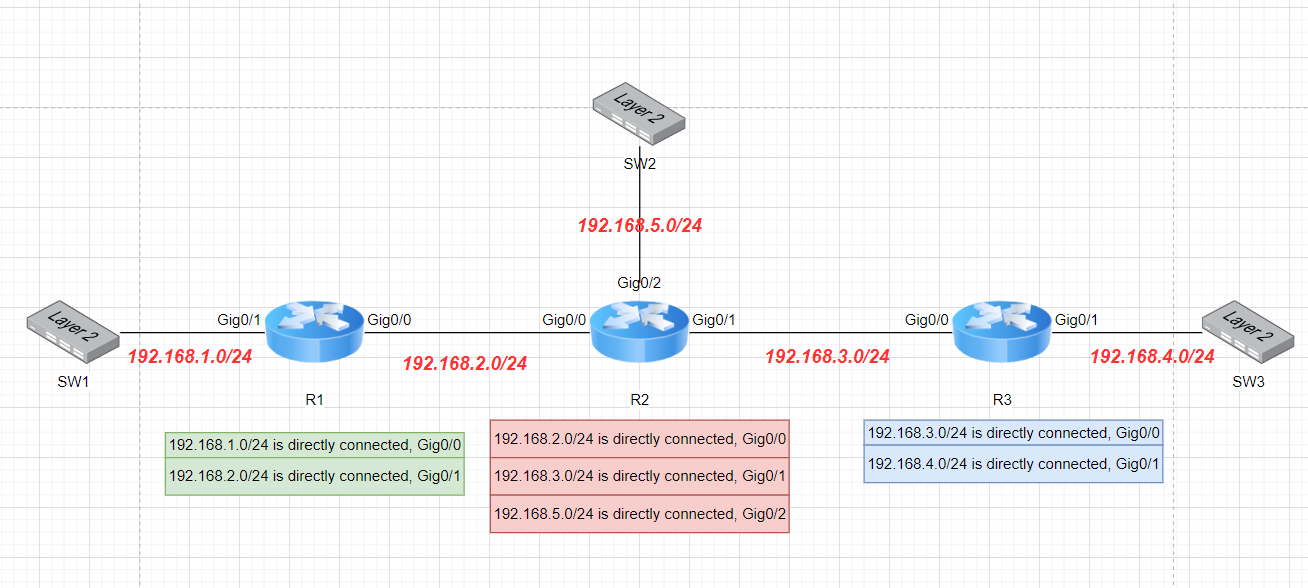 Layer 2
SW2
192.168.5.0/24
Gig0/2
Layer 2
SW1
192.168.1.0/24
Gig0/1
Gig0/0
R1
192.168.2.0/24
Gig0/0
Gig0/1
R2
192.168.3.0/24
Gig0/0
Gig0/1
R3
192.168.4.0/24
Layer 2
SW3
192.168.1.0/24 is directly connected, Gig0/0
192.168.2.0/24 is directly connected, Gig0/1
192.168.2.0/24 is directly connected, Gig0/0
192.168.3.0/24 is directly connected, Gig0/1
192.168.5.0/24 is directly connected, Gig0/2
192.168.3.0/24 is directly connected, Gig0/0
192.168.4.0/24 is directly connected, Gig0/1